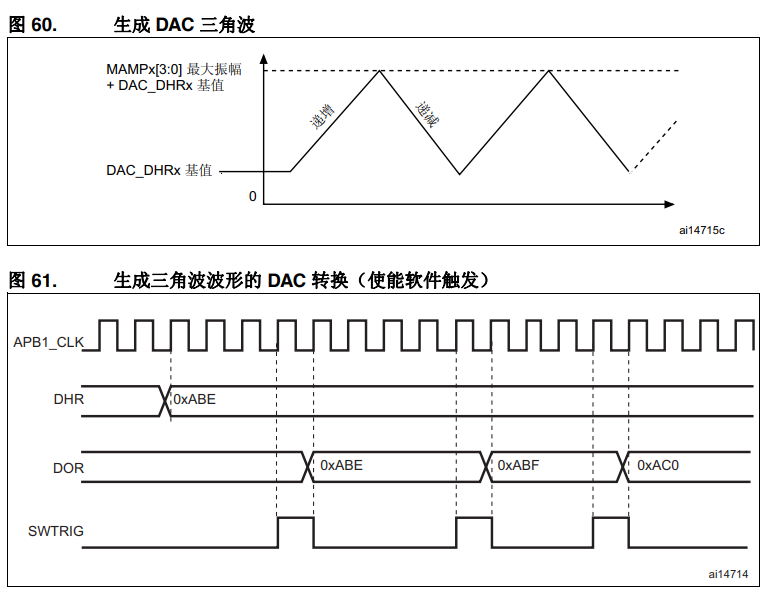 图 60. 生成 DAC 三角波
MAMPx[3:0] 最大振幅
+ DAC_DHRx 基值
递增
递减
DAC_DHRx 基值
0
ai14715c
图 61. 生成三角波波形的 DAC 转换（使能软件触发）
APB1_CLK
DHR
0xABE
DOR
0xABE
0xABF
0xAC0
SWTRIG
ai14714